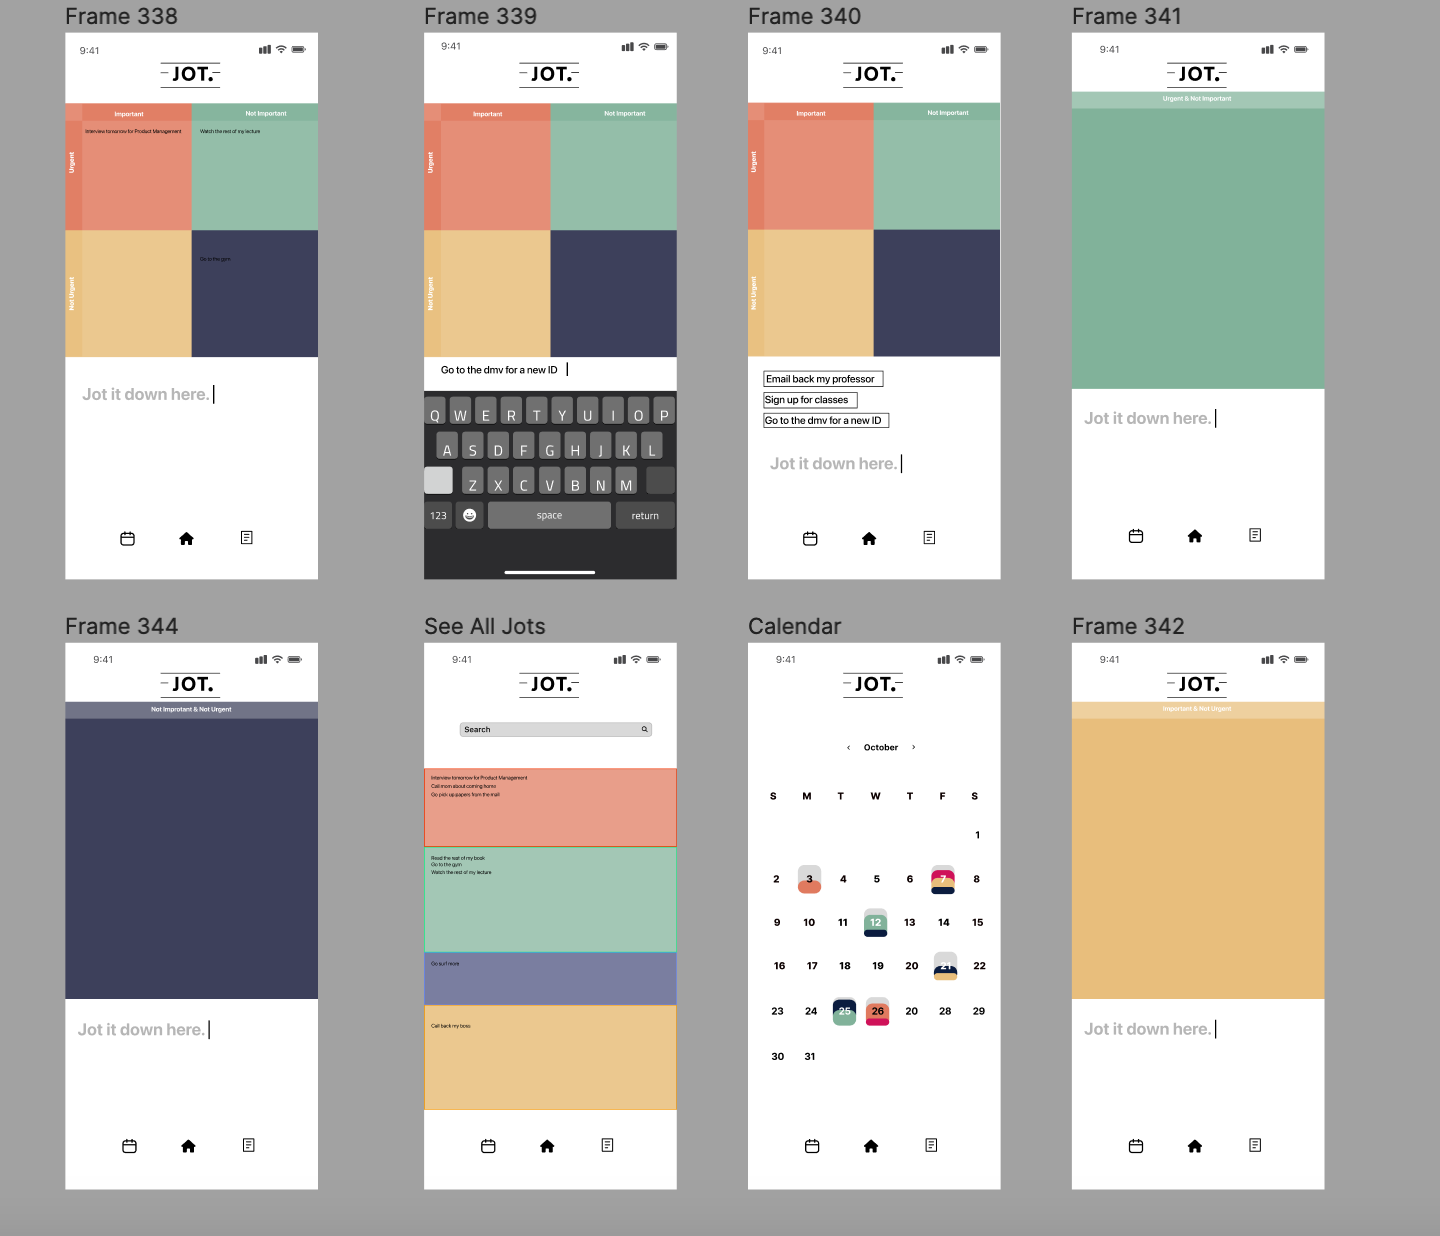 Frame 338
9:41
JOT.
Important
Not Important
Urgent
Interview tomorrow for Product Management
Watch the rest of my lecture
Not Urgent
Go to the gym
Jot it down here.
Frame 339
9:41
JOT.
Important
Not Important
Urgent
Not Urgent
Go to the dmv for a new ID
Q W E R T Y U I O P
A S D F G H J K L
Z X C V B N M
123 space return
Frame 340
9:41
JOT.
Important
Not Important
Urgent
Not Urgent
Email back my professor
Sign up for classes
Go to the dmv for a new ID
Jot it down here.
Frame 341
9:41
JOT.
Urgent & Not Important
Jot it down here.
Frame 344
9:41
JOT.
Not Improtant & Not Urgent
Jot it down here.
See All Jots
9:41
JOT.
Search
Interview tomorrow for Product Management
Call mom about coming home
Go pick up papers from the mail
Read the rest of my book
Go to the gym
Watch the rest of my lecture
Go surf more
Call back my boss
Calendar
9:41
JOT.
‹ October ›
S M T W T F S
1
2 3 4 5 6 7 8
9 10 11 12 13 14 15
16 17 18 19 20 21 22
23 24 25 26 20 28 29
30 31
Frame 342
9:41
JOT.
Important & Not Urgent
Jot it down here.